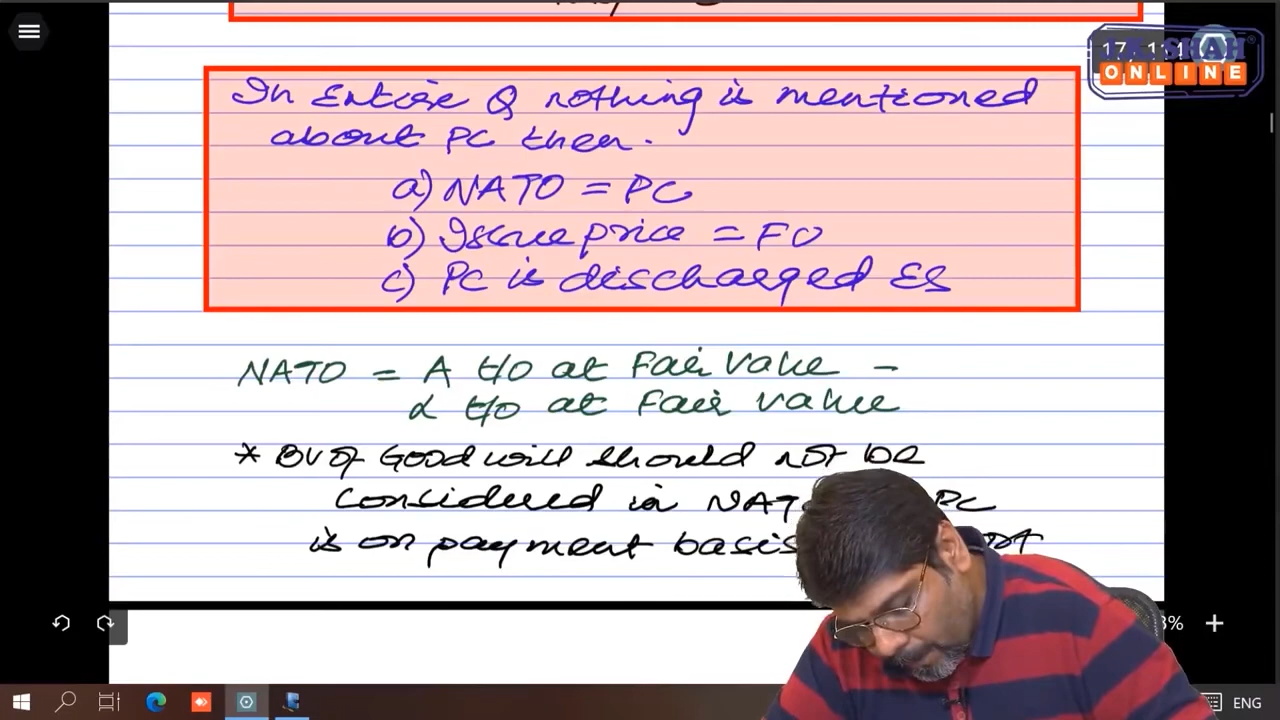 In Entire Q nothing is mentioned
about PC then.
a) NATO = PC
b) Issue price = FV
c) PC is discharged ES
NATO = A t/o at Fair Value -
L t/o at Fair Value
* BV of Goodwill should not be
considered in PC
is on payment basis
J.K. SHAH
ONLINE
ENG